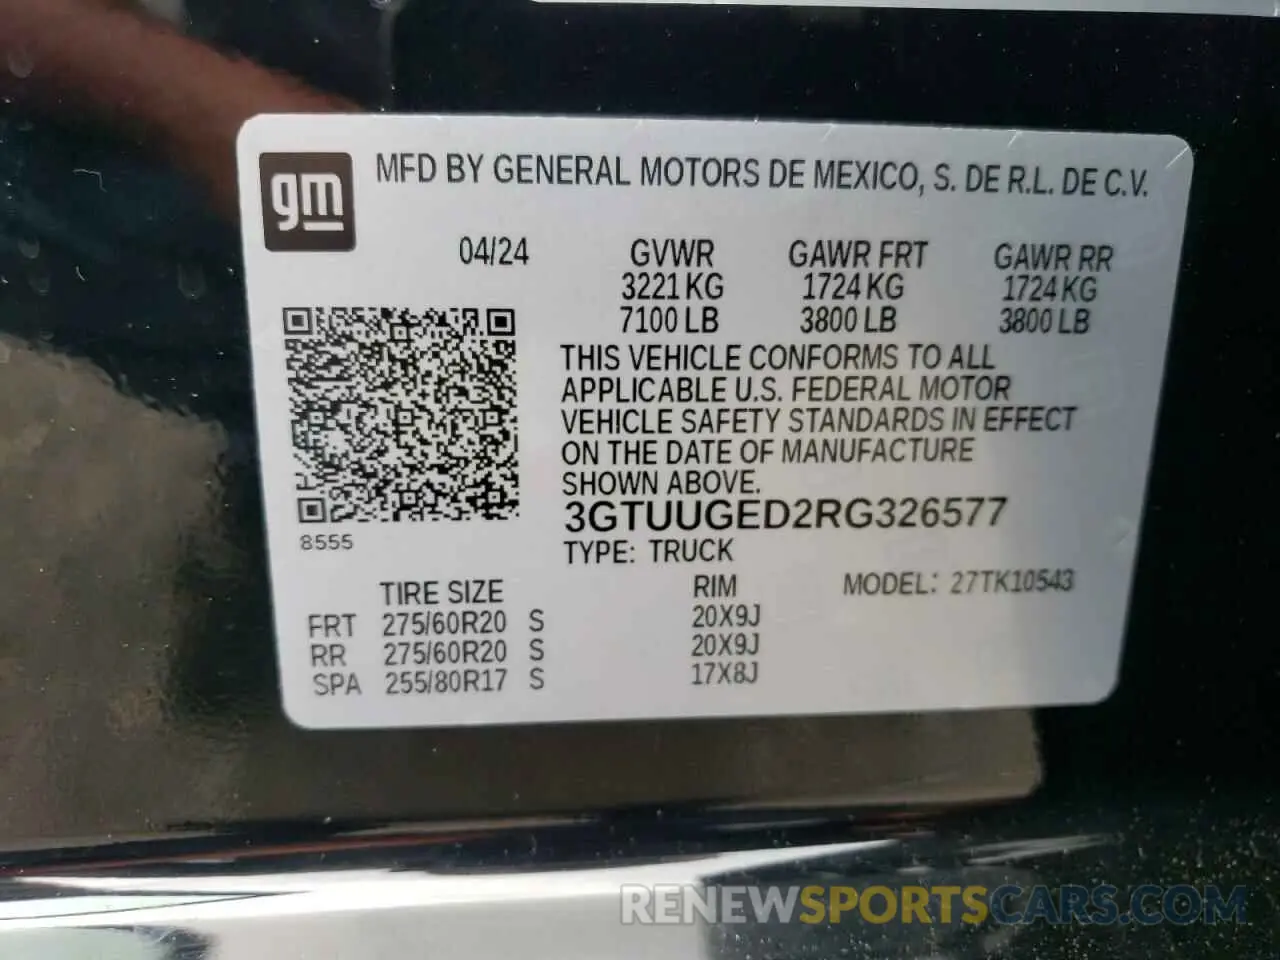 gm
MFD BY GENERAL MOTORS DE MEXICO, S. DE R.L. DE C.V.
04/24 GVWR GAWR FRT GAWR RR
3221 KG 1724 KG 1724 KG
7100 LB 3800 LB 3800 LB
THIS VEHICLE CONFORMS TO ALL
APPLICABLE U.S. FEDERAL MOTOR
VEHICLE SAFETY STANDARDS IN EFFECT
ON THE DATE OF MANUFACTURE
SHOWN ABOVE.
3GTUUGED2RG326577
8555
TYPE: TRUCK
TIRE SIZE RIM MODEL: 27TK10543
FRT 275/60R20 S 20X9J
RR 275/60R20 S 20X9J
SPA 255/80R17 S 17X8J
RENEWSPORTSCARS.COM